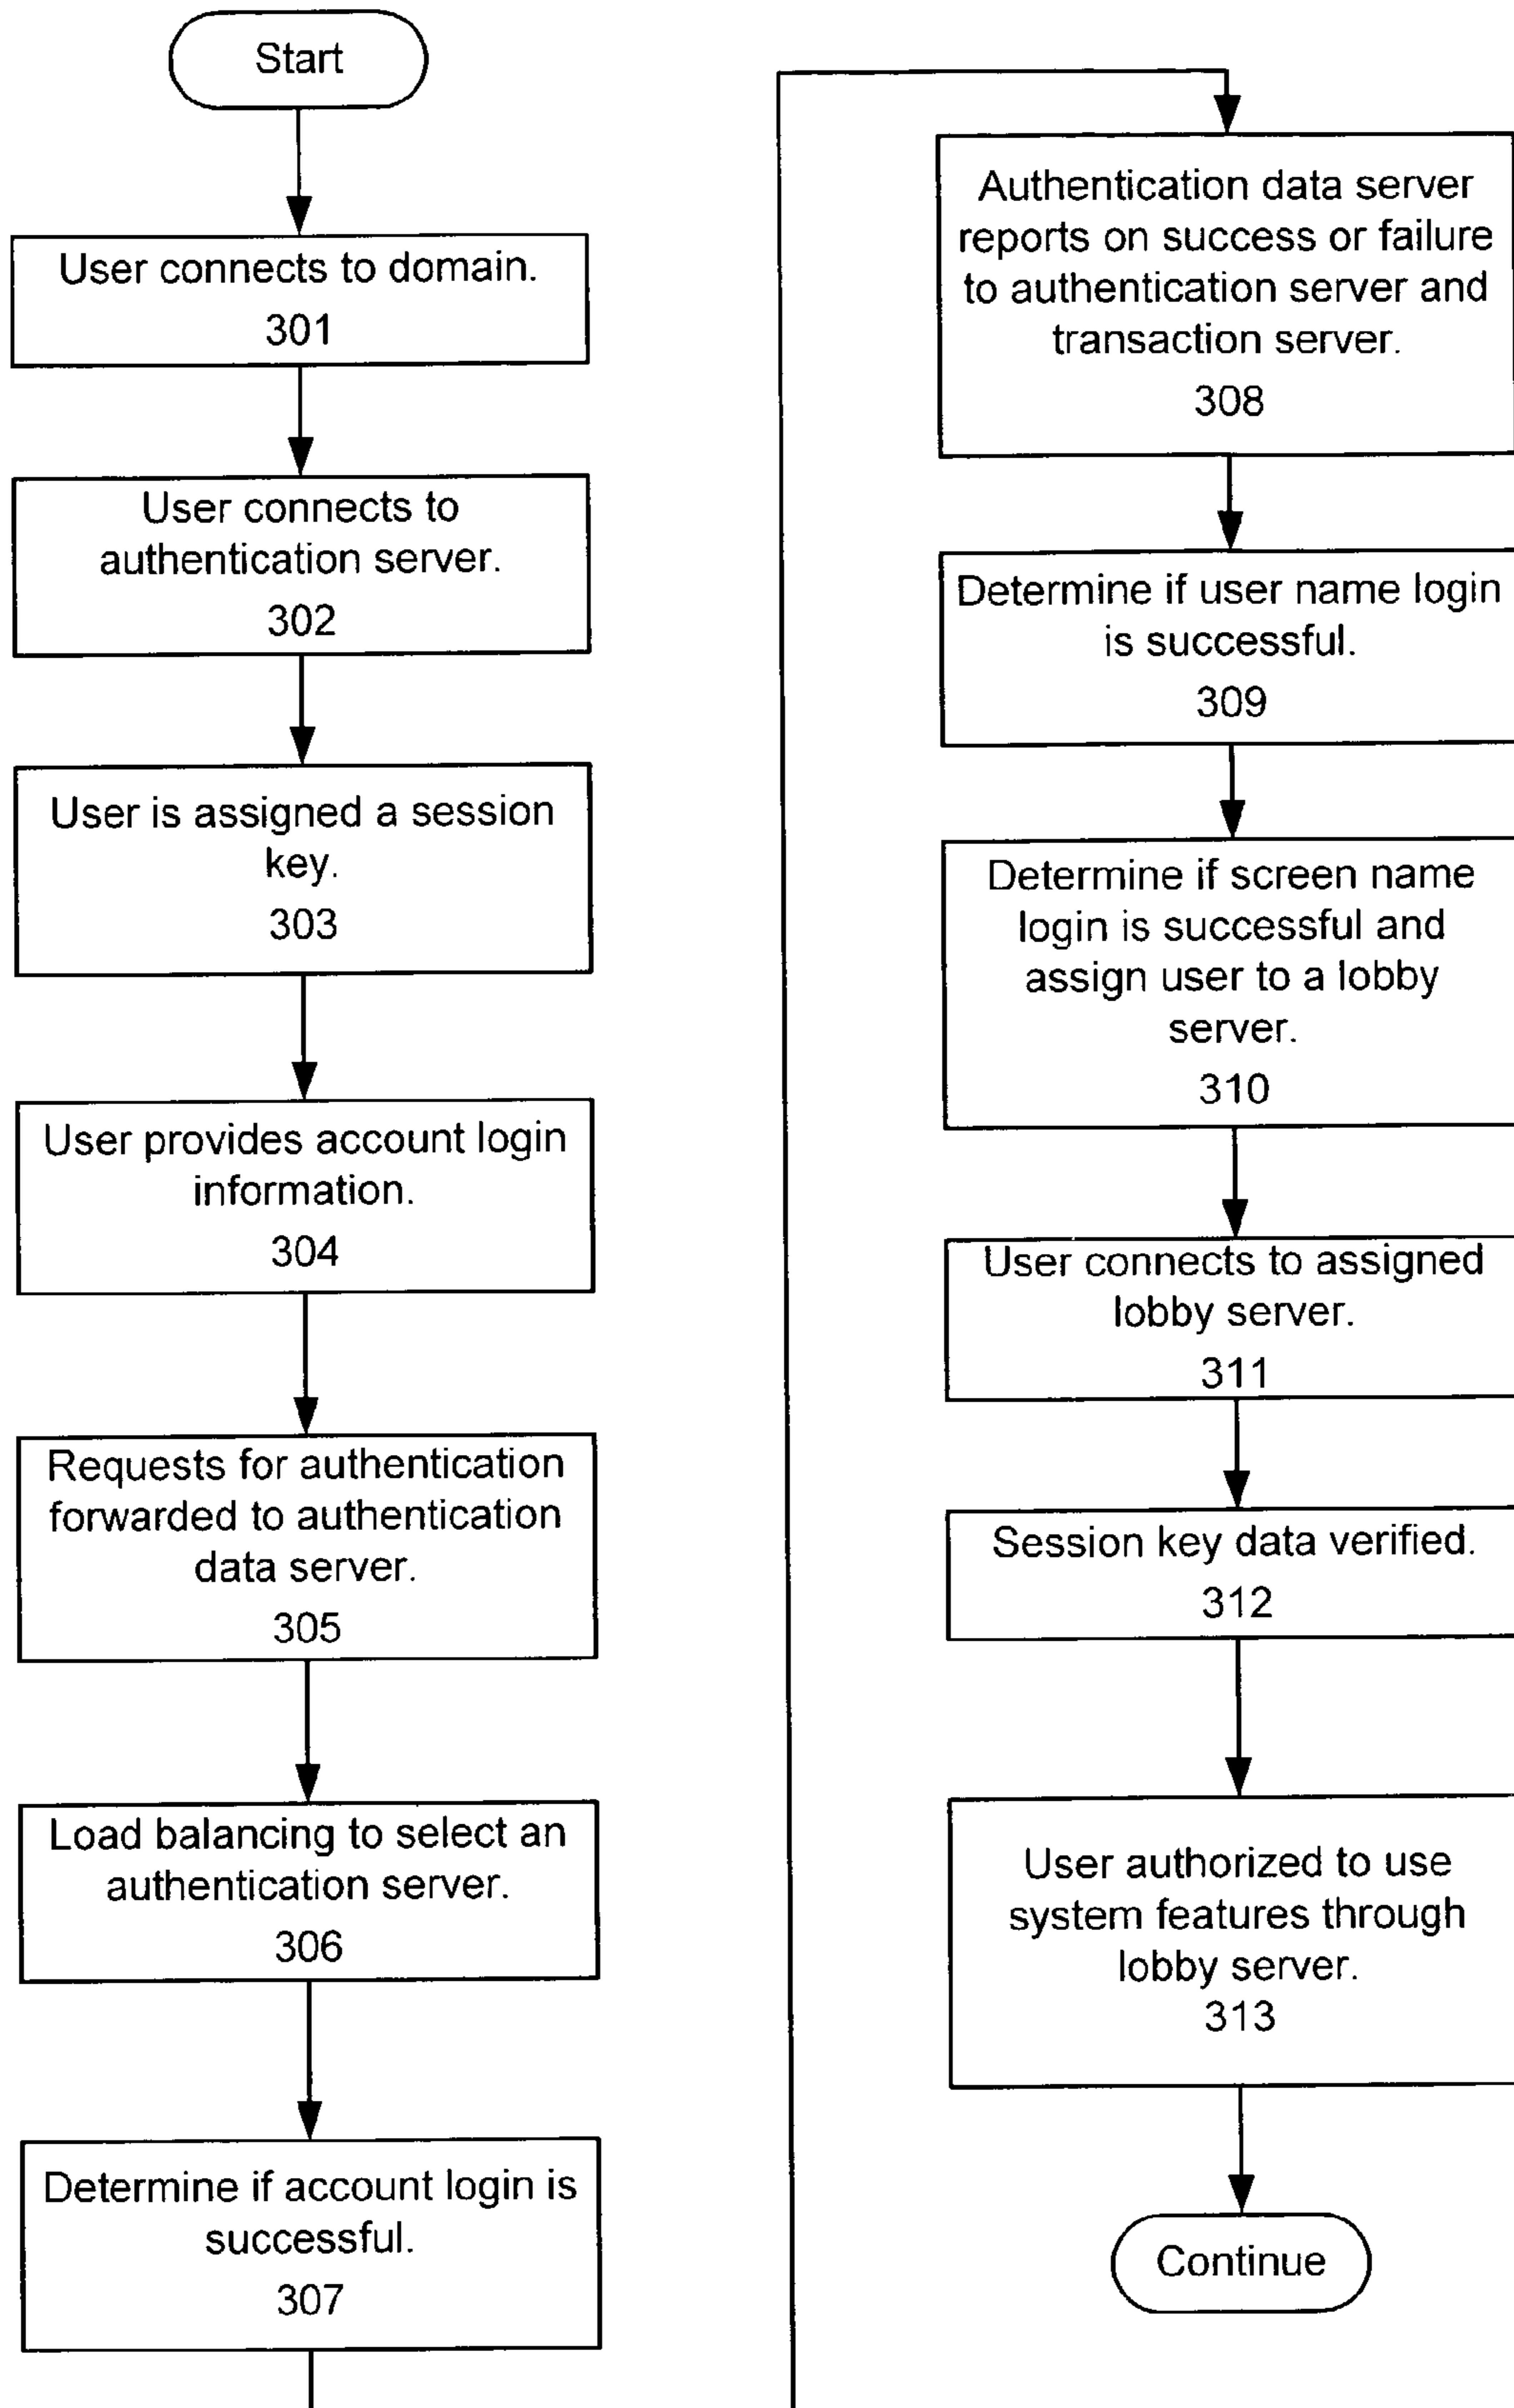 Start
User connects to domain.
301
User connects to
authentication server.
302
User is assigned a session
key.
303
User provides account login
information.
304
Requests for authentication
forwarded to authentication
data server.
305
Load balancing to select an
authentication server.
306
Determine if account login is
successful.
307
Authentication data server
reports on success or failure
to authentication server and
transaction server.
308
Determine if user name login
is successful.
309
Determine if screen name
login is successful and
assign user to a lobby
server.
310
User connects to assigned
lobby server.
311
Session key data verified.
312
User authorized to use
system features through
lobby server.
313
Continue